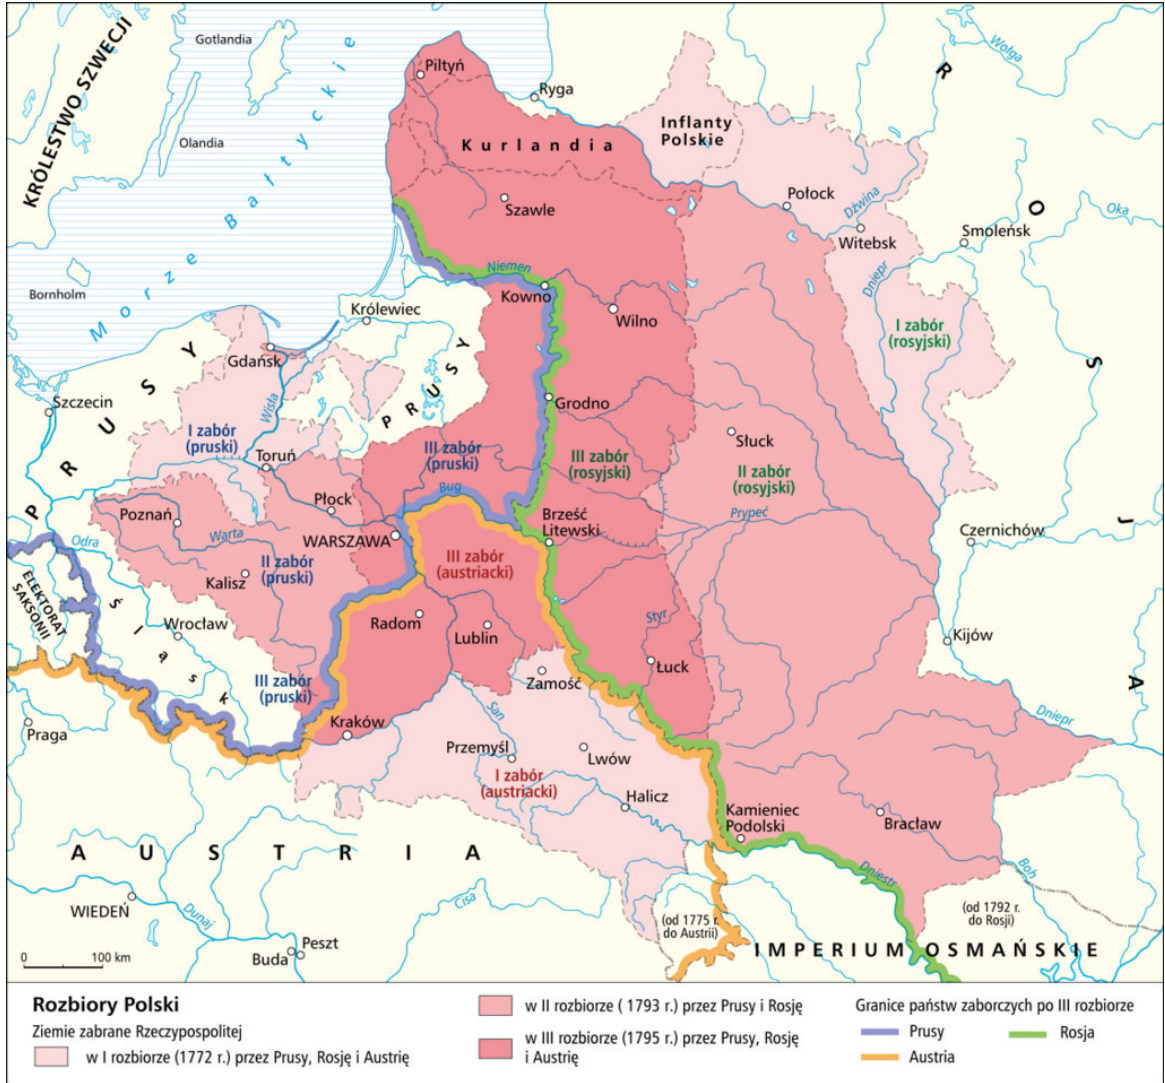 KRÓLESTWO SZWECJI
Gotlandia
Olandia
Bornholm
Morze Bałtyckie
Piltyń
Ryga
Kurlandia
Inflanty
Polskie
Wołga
R O S J A
Szawle
Połock
Dźwina
Witebsk
Smoleńsk
Oka
Dniepr
Niemen
Kowno
Wilno
Królewiec
Gdańsk
PRUSY
PRUSY
Szczecin
Wisła
I zabór
(pruski)
I zabór
(rosyjski)
Grodno
Toruń
III zabór
(pruski)
III zabór
(rosyjski)
Słuck
II zabór
(rosyjski)
Bug
Płock
Poznań
Warta
WARSZAWA
Brześć
Litewski
Prypeć
Czernichów
Odra
II zabór
(pruski)
III zabór
(austriacki)
Kalisz
ELEKTORAT
SAKSONII
Śląsk
Wrocław
Radom
Lublin
Styr
Kijów
Łuck
III zabór
(pruski)
Zamość
San
Praga
Kraków
Przemyśl
Lwów
Dniepr
I zabór
(austriacki)
Halicz
Kamieniec
Podolski
Bracław
AUSTRIA
Dniestr
Boh
WIEDEŃ
Dunaj
Cisa
(od 1775 r.
do Austrii)
(od 1792 r.
do Rosji)
Peszt
Buda
IMPERIUM OSMAŃSKIE
0 100 km
Rozbiory Polski
Ziemie zabrane Rzeczypospolitej
w I rozbiorze (1772 r.) przez Prusy, Rosję i Austrię
w II rozbiorze ( 1793 r.) przez Prusy i Rosję
w III rozbiorze (1795 r.) przez Prusy, Rosję
i Austrię
Granice państw zaborczych po III rozbiorze
Prusy
Rosja
Austria